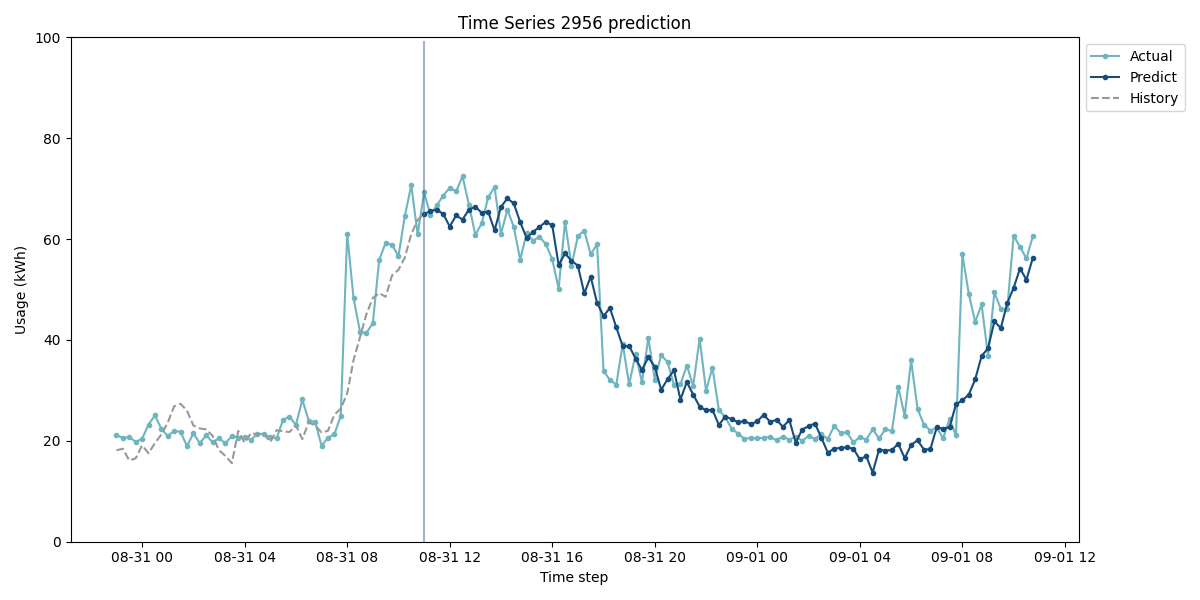 Time Series 2956 prediction
100
80
60
40
20
0
Usage (kWh)
08-31 00
08-31 04
08-31 08
08-31 12
08-31 16
08-31 20
09-01 00
09-01 04
09-01 08
09-01 12
Time step
Actual
Predict
History